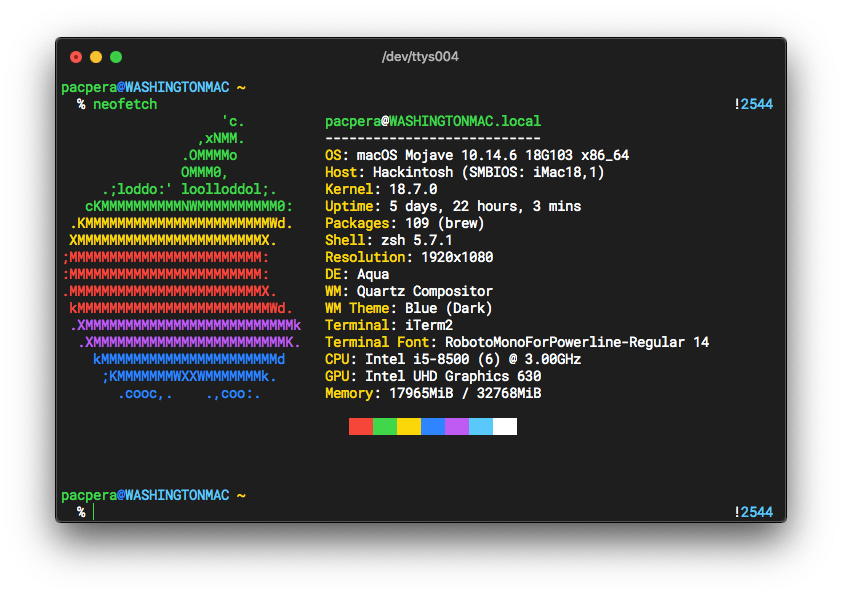 /dev/ttys004
pacpera@WASHINGTONMAC ~
% neofetch !2544
'c.
,xNMM.
.OMMMMo
OMMM0,
.;loddo:' loolloddol;.
cKMMMMMMMMMMNWMMMMMMMMMM0:
.KMMMMMMMMMMMMMMMMMMMMMMMWd.
XMMMMMMMMMMMMMMMMMMMMMMMX.
;MMMMMMMMMMMMMMMMMMMMMMMM:
:MMMMMMMMMMMMMMMMMMMMMMMM:
.MMMMMMMMMMMMMMMMMMMMMMMMX.
kMMMMMMMMMMMMMMMMMMMMMMMMWd.
.XMMMMMMMMMMMMMMMMMMMMMMMMMMk
.XMMMMMMMMMMMMMMMMMMMMMMMMK.
kMMMMMMMMMMMMMMMMMMMMMMd
;KMMMMMMMWXXWMMMMMMMk.
.cooc,. .,coo:.
pacpera@WASHINGTONMAC.local
---------------------------
OS: macOS Mojave 10.14.6 18G103 x86_64
Host: Hackintosh (SMBIOS: iMac18,1)
Kernel: 18.7.0
Uptime: 5 days, 22 hours, 3 mins
Packages: 109 (brew)
Shell: zsh 5.7.1
Resolution: 1920x1080
DE: Aqua
WM: Quartz Compositor
WM Theme: Blue (Dark)
Terminal: iTerm2
Terminal Font: RobotoMonoForPowerline-Regular 14
CPU: Intel i5-8500 (6) @ 3.00GHz
GPU: Intel UHD Graphics 630
Memory: 17965MiB / 32768MiB
pacpera@WASHINGTONMAC ~
% !2544